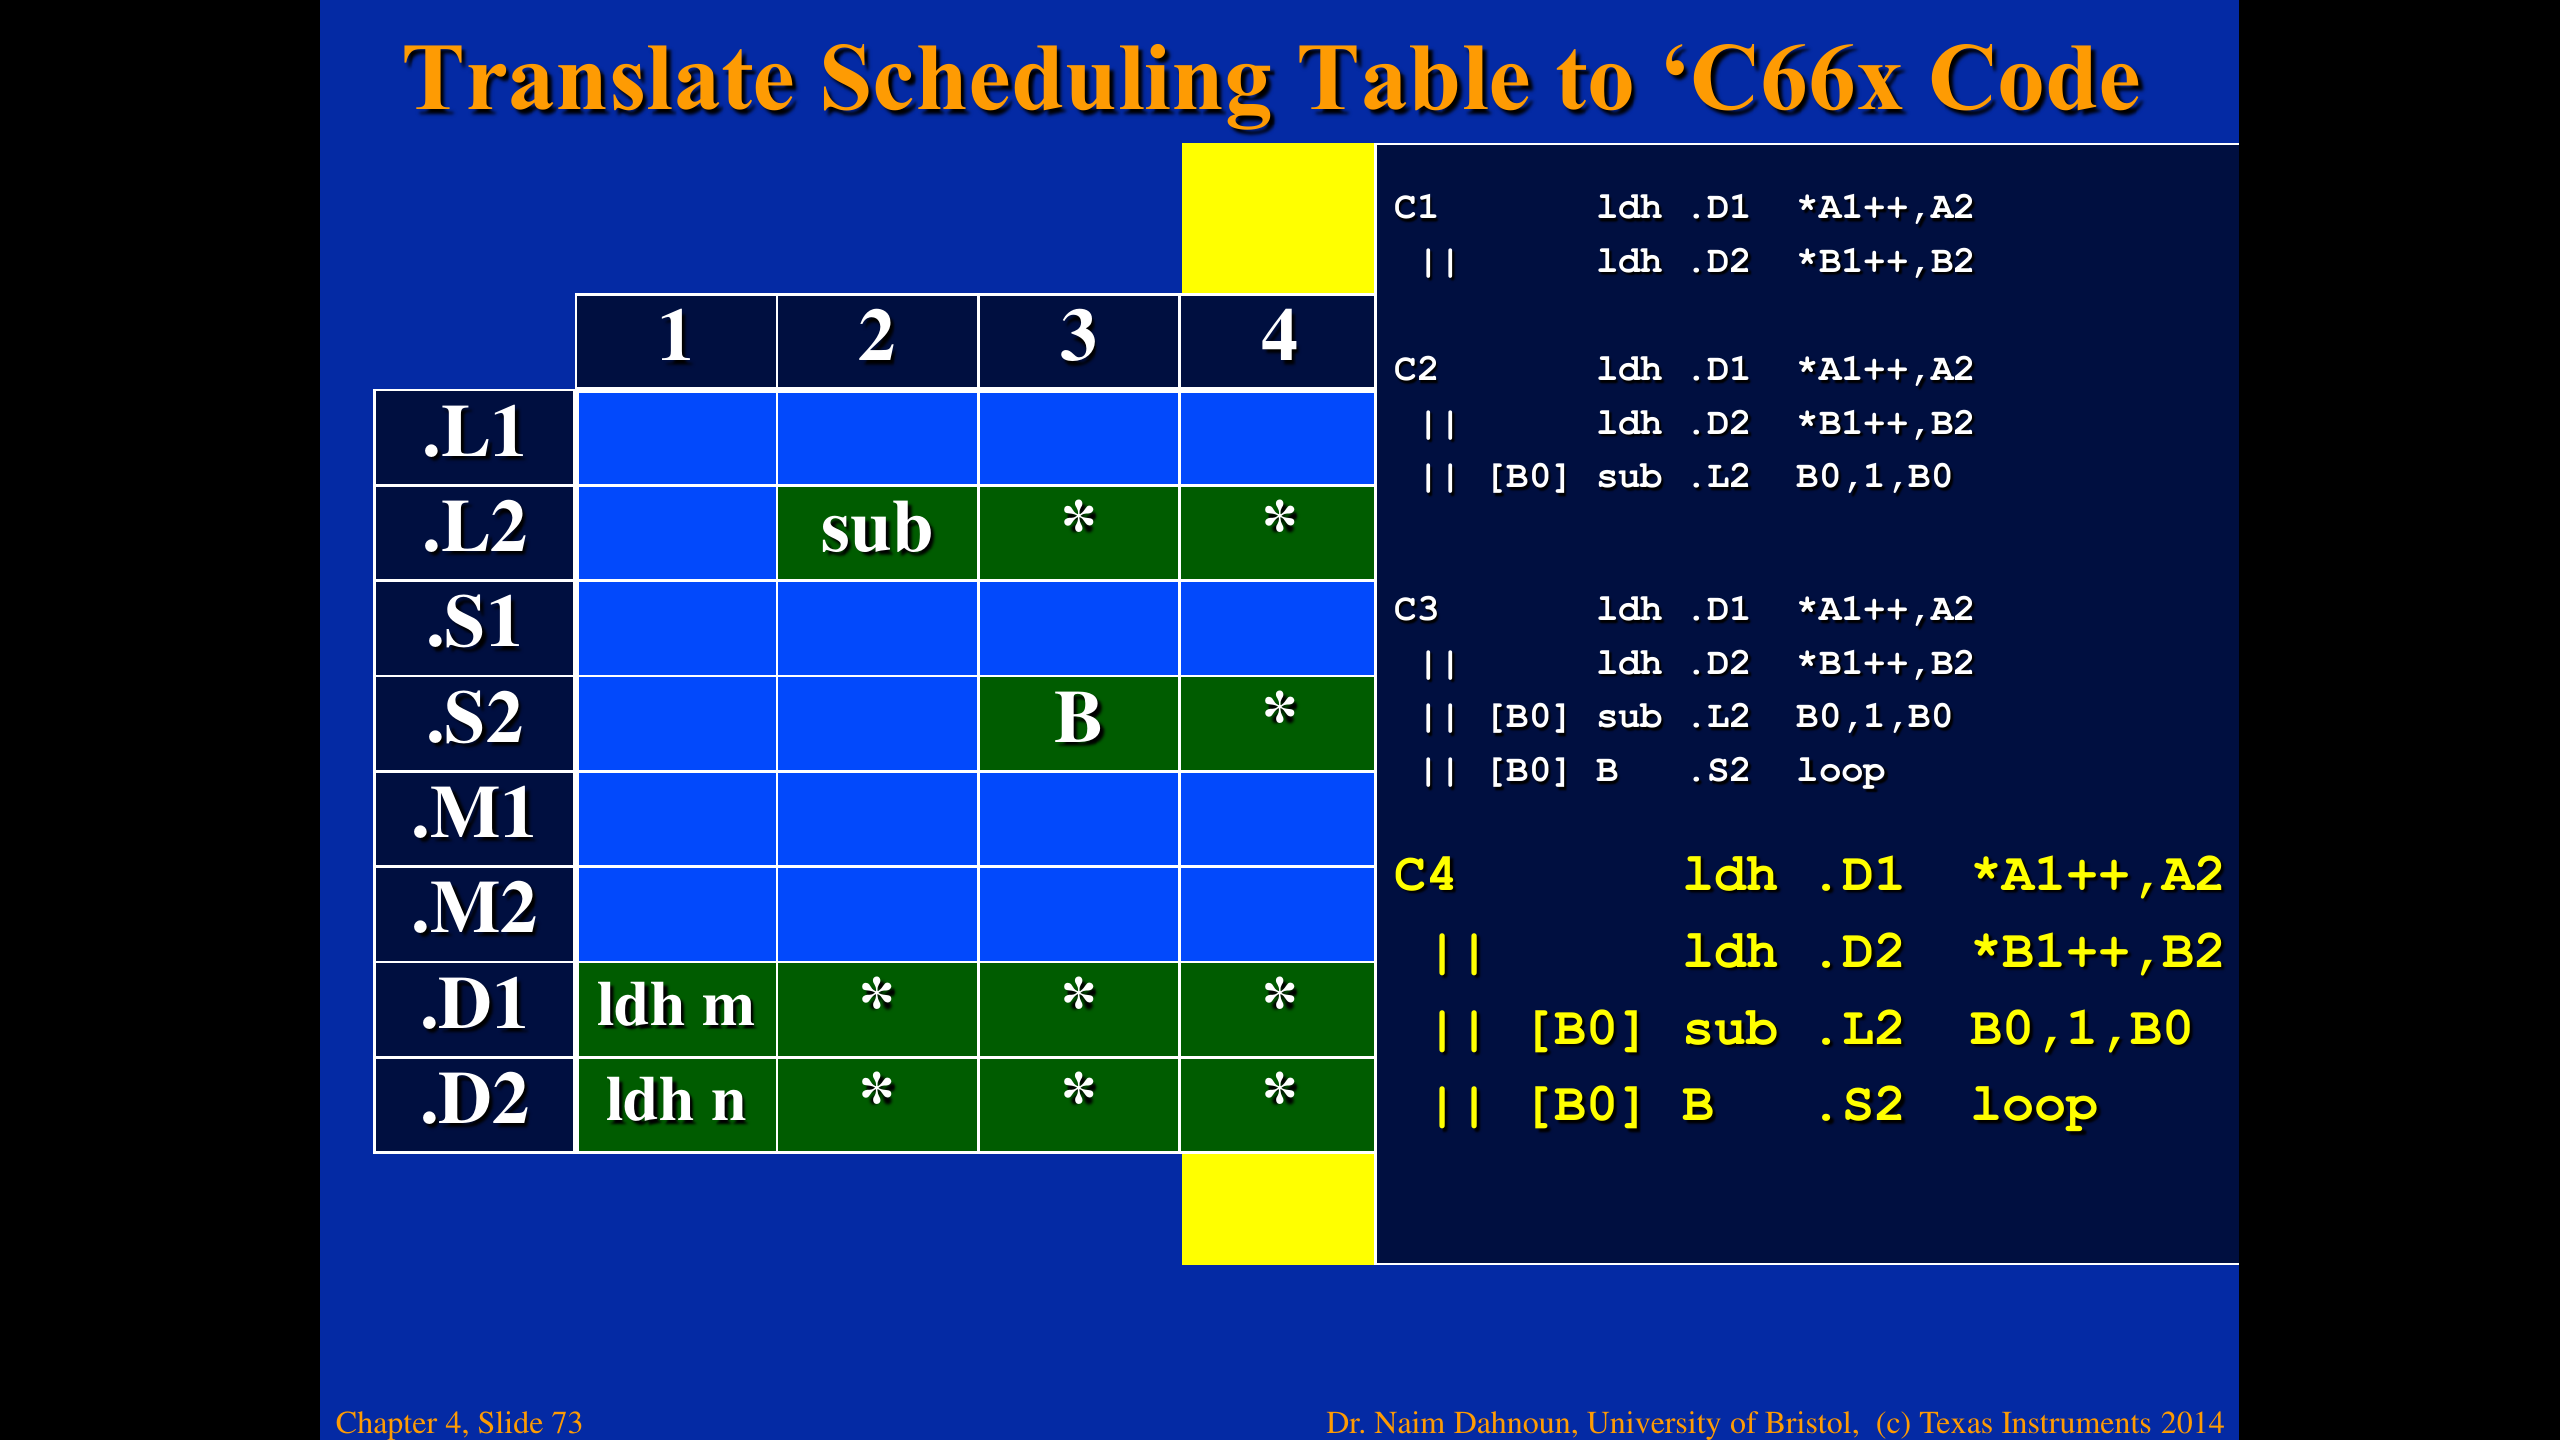 Translate Scheduling Table to ‘C66x Code
1 2 3 4
.L1
.L2 sub * *
.S1
.S2 B *
.M1
.M2
.D1 ldh m * * *
.D2 ldh n * * *
C1 ldh .D1 *A1++,A2
|| ldh .D2 *B1++,B2
C2 ldh .D1 *A1++,A2
|| ldh .D2 *B1++,B2
|| [B0] sub .L2 B0,1,B0
C3 ldh .D1 *A1++,A2
|| ldh .D2 *B1++,B2
|| [B0] sub .L2 B0,1,B0
|| [B0] B .S2 loop
C4 ldh .D1 *A1++,A2
|| ldh .D2 *B1++,B2
|| [B0] sub .L2 B0,1,B0
|| [B0] B .S2 loop
Chapter 4, Slide 73
Dr. Naim Dahnoun, University of Bristol, (c) Texas Instruments 2014